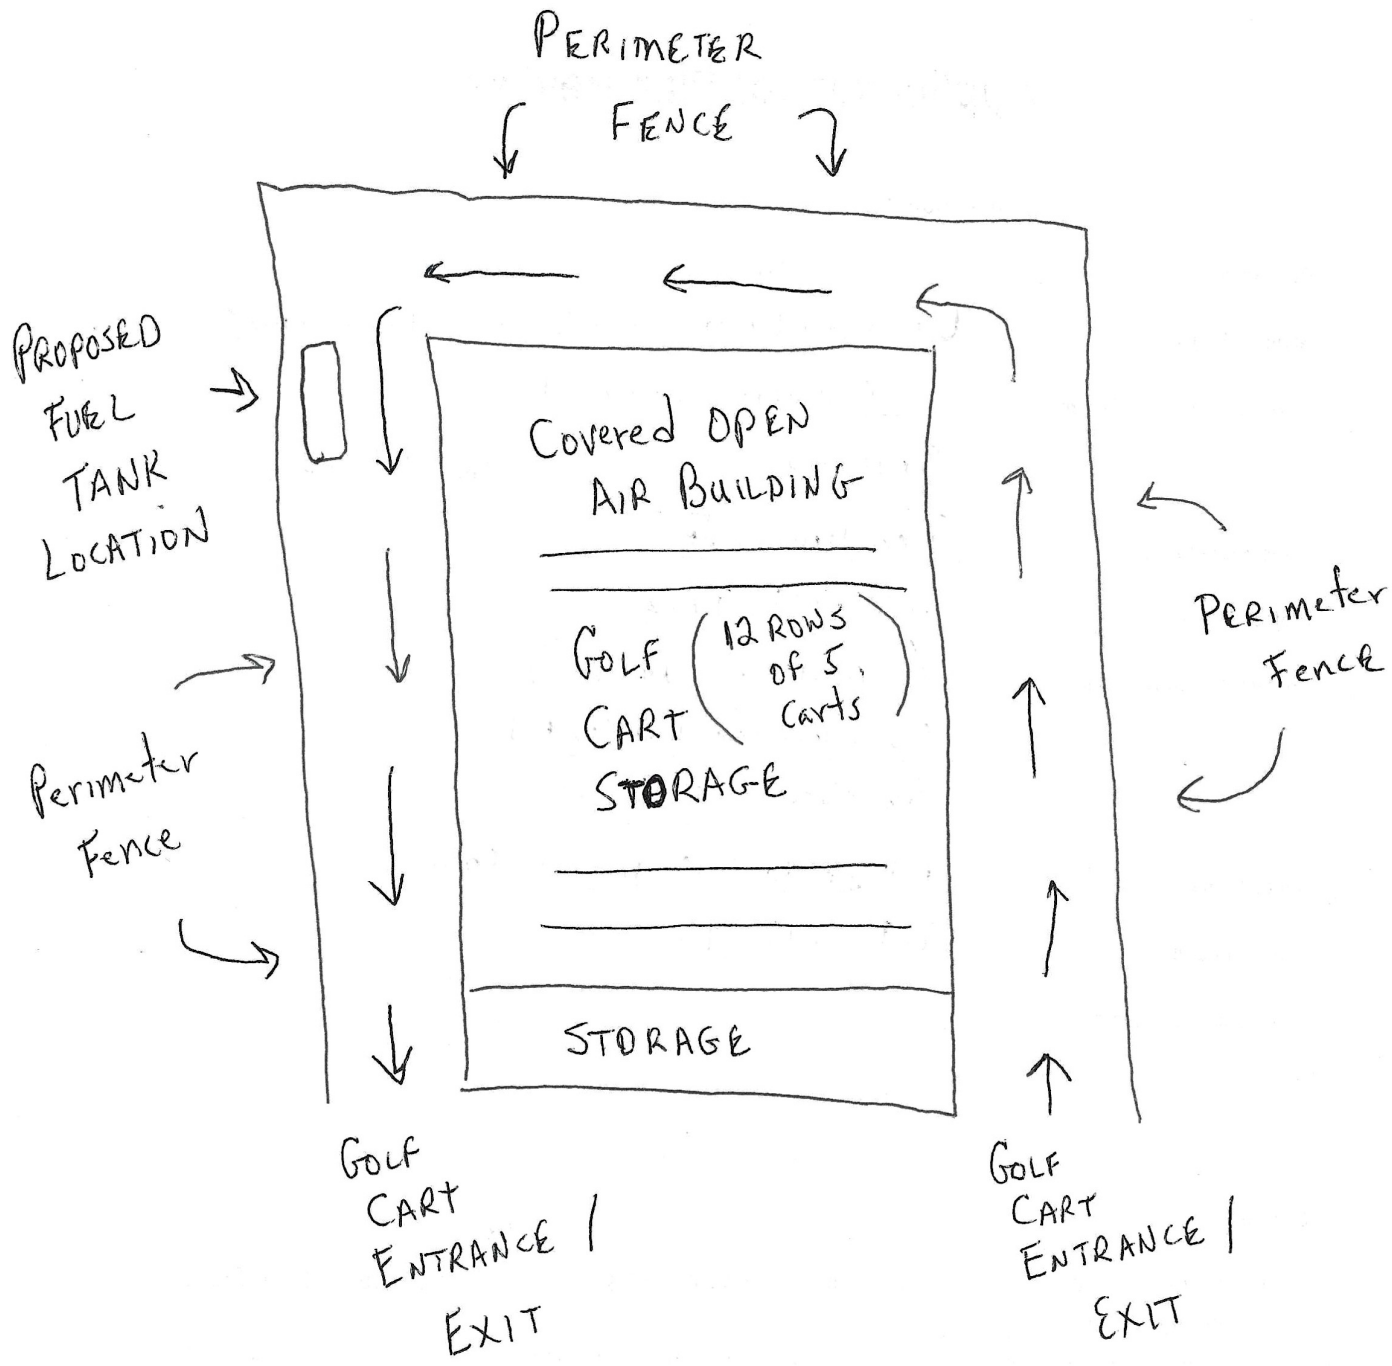 PERIMETER
FENCE
PROPOSED
FUEL
TANK
LOCATION
Covered OPEN
AIR BUILDING
GOLF
CART
STORAGE
(12 ROWS
OF 5
Carts)
PERIMeter
Fence
Perimeter
Fence
STORAGE
GOLF
CART
ENTRANCE /
EXIT
GOLF
CART
ENTRANCE /
EXIT